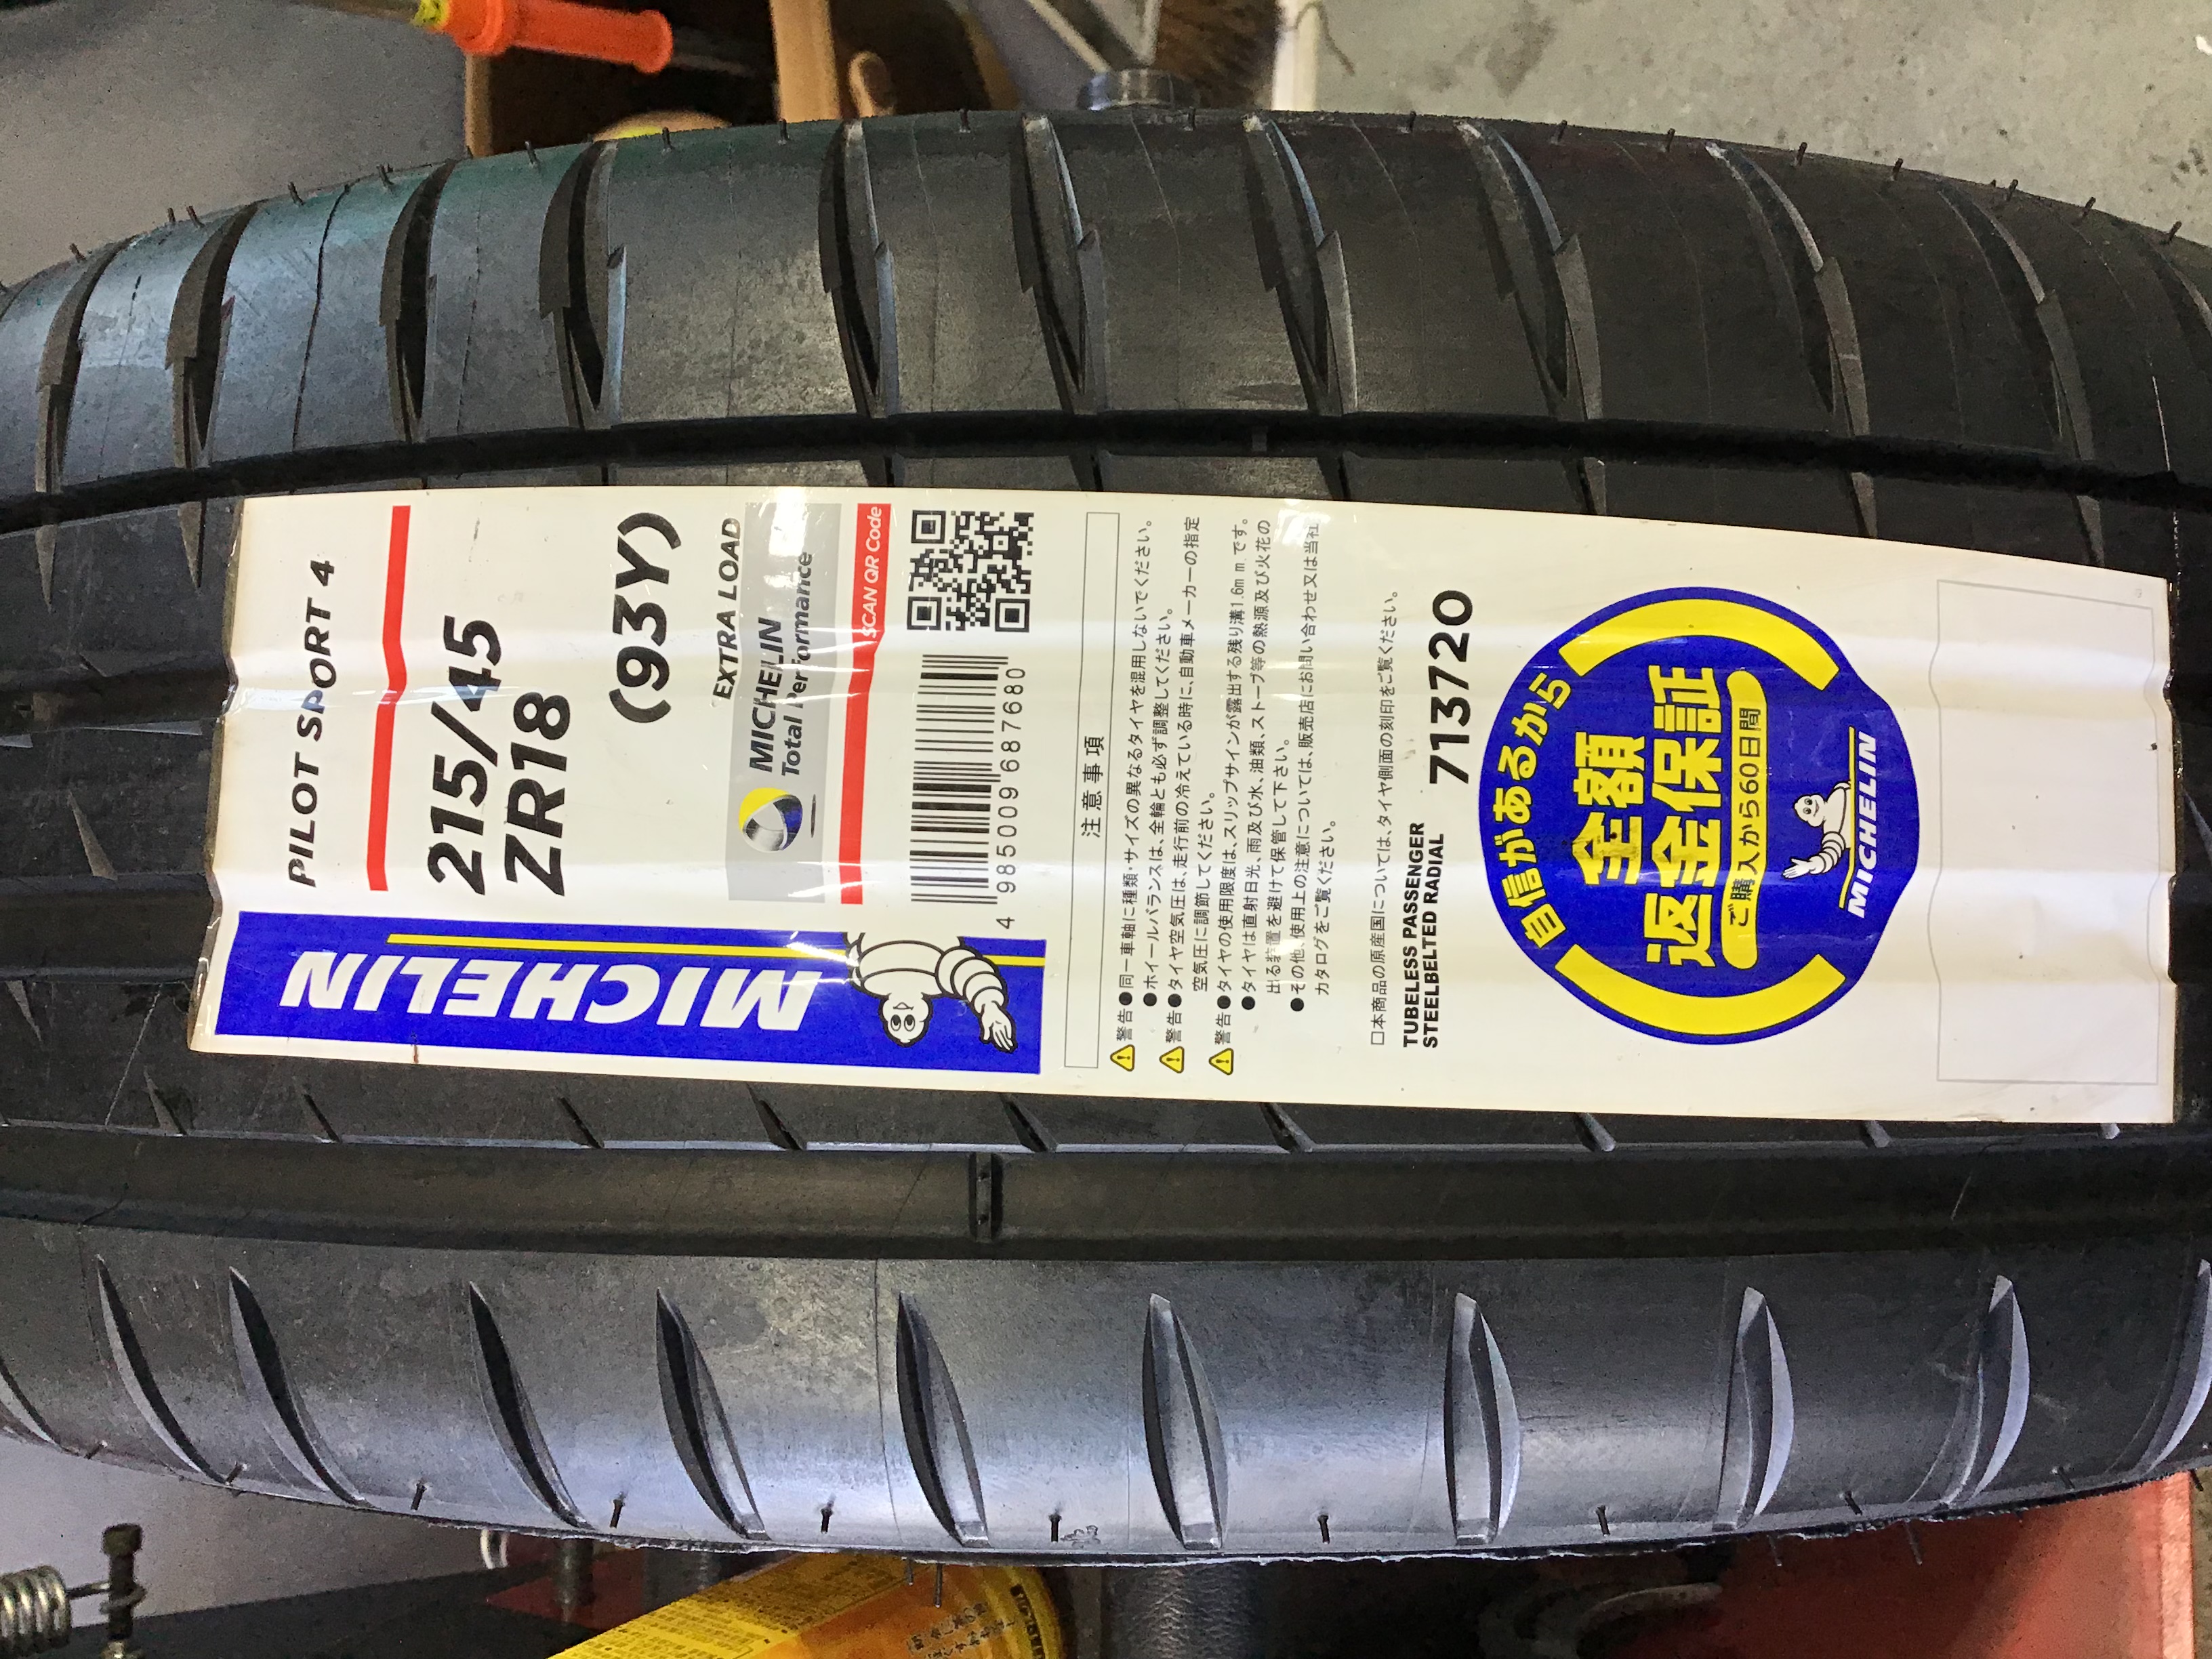 MICHELIN
PILOT SPORT 4
215/45
ZR18
(93Y)
EXTRA LOAD
MICHELIN
Total Performance
SCAN QR Code
4 985009 687680
注意事項
警告●同一車軸に種類・サイズの異なるタイヤを混用しないでください。
●ホイールバランスは、全輪とも必ず調整してください。
警告●タイヤ空気圧は、走行前の冷えている時に、自動車メーカーの指定
空気圧に調節してください。
警告●タイヤの使用限度は、スリップサインが露出する残り溝1.6mmです。
●タイヤは直射日光、雨及び水、油類、ストーブ等の熱源及び火花の
出る装置を避けて保管して下さい。
●その他、使用上の注意については、販売店にお問い合わせ又は当社
カタログをご覧ください。
□本商品の原産国については、タイヤ側面の刻印をご覧ください。
TUBELESS PASSENGER
STEELBELTED RADIAL
713720
自信があるから
全額
返金保証
ご購入から60日間
MICHELIN